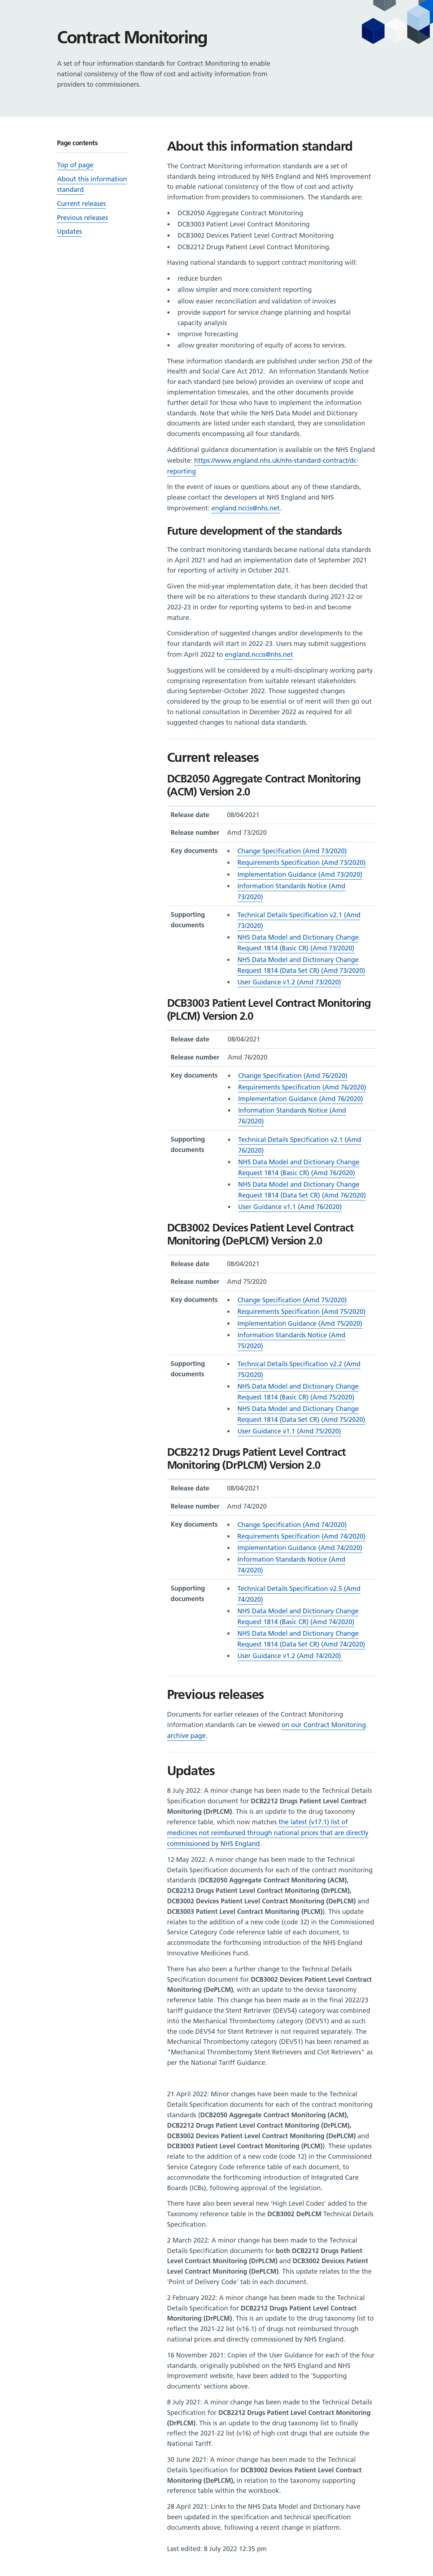 Contract Monitoring
A set of four information standards for Contract Monitoring to enable
national consistency of the flow of cost and activity information from
providers to commissioners.
Page contents
Top of page
About this information
standard
Current releases
Previous releases
Updates
About this information standard
The Contract Monitoring information standards are a set of
standards being introduced by NHS England and NHS Improvement
to enable national consistency of the flow of cost and activity
information from providers to commissioners. The standards are:
• DCB2050 Aggregate Contract Monitoring
• DCB3003 Patient Level Contract Monitoring
• DCB3002 Devices Patient Level Contract Monitoring
• DCB2212 Drugs Patient Level Contract Monitoring.
Having national standards to support contract monitoring will:
• reduce burden
• allow simpler and more consistent reporting
• allow easier reconciliation and validation of invoices
• provide support for service change planning and hospital
capacity analysis
• improve forecasting
• allow greater monitoring of equity of access to services.
These information standards are published under section 250 of the
Health and Social Care Act 2012. An Information Standards Notice
for each standard (see below) provides an overview of scope and
implementation timescales, and the other documents provide
further detail for those who have to implement the information
standards. Note that while the NHS Data Model and Dictionary
documents are listed under each standard, they are consolidation
documents encompassing all four standards.
Additional guidance documentation is available on the NHS England
website: https://www.england.nhs.uk/nhs-standard-contract/dc-
reporting
In the event of issues or questions about any of these standards,
please contact the developers at NHS England and NHS
Improvement: england.nccis@nhs.net.
Future development of the standards
The contract monitoring standards became national data standards
in April 2021 and had an implementation date of September 2021
for reporting of activity in October 2021.
Given the mid-year implementation date, it has been decided that
there will be no alterations to these standards during 2021-22 or
2022-23 in order for reporting systems to bed-in and become
mature.
Consideration of suggested changes and/or developments to the
four standards will start in 2022-23. Users may submit suggestions
from April 2022 to england.nccis@nhs.net
Suggestions will be considered by a multi-disciplinary working party
comprising representation from suitable relevant stakeholders
during September-October 2022. Those suggested changes
considered by the group to be essential or of merit will then go out
to national consultation in December 2022 as required for all
suggested changes to national data standards.
Current releases
DCB2050 Aggregate Contract Monitoring
(ACM) Version 2.0
Release date 08/04/2021
Release number Amd 73/2020
Key documents • Change Specification (Amd 73/2020)
• Requirements Specification (Amd 73/2020)
• Implementation Guidance (Amd 73/2020)
• Information Standards Notice (Amd
73/2020)
Supporting • Technical Details Specification v2.1 (Amd
documents 73/2020)
• NHS Data Model and Dictionary Change
Request 1814 (Basic CR) (Amd 73/2020)
• NHS Data Model and Dictionary Change
Request 1814 (Data Set CR) (Amd 73/2020)
• User Guidance v1.2 (Amd 73/2020)
DCB3003 Patient Level Contract Monitoring
(PLCM) Version 2.0
Release date 08/04/2021
Release number Amd 76/2020
Key documents • Change Specification (Amd 76/2020)
• Requirements Specification (Amd 76/2020)
• Implementation Guidance (Amd 76/2020)
• Information Standards Notice (Amd
76/2020)
Supporting • Technical Details Specification v2.1 (Amd
documents 76/2020)
• NHS Data Model and Dictionary Change
Request 1814 (Basic CR) (Amd 76/2020)
• NHS Data Model and Dictionary Change
Request 1814 (Data Set CR) (Amd 76/2020)
• User Guidance v1.1 (Amd 76/2020)
DCB3002 Devices Patient Level Contract
Monitoring (DePLCM) Version 2.0
Release date 08/04/2021
Release number Amd 75/2020
Key documents • Change Specification (Amd 75/2020)
• Requirements Specification (Amd 75/2020)
• Implementation Guidance (Amd 75/2020)
• Information Standards Notice (Amd
75/2020)
Supporting • Technical Details Specification v2.2 (Amd
documents 75/2020)
• NHS Data Model and Dictionary Change
Request 1814 (Basic CR) (Amd 75/2020)
• NHS Data Model and Dictionary Change
Request 1814 (Data Set CR) (Amd 75/2020)
• User Guidance v1.1 (Amd 75/2020)
DCB2212 Drugs Patient Level Contract
Monitoring (DrPLCM) Version 2.0
Release date 08/04/2021
Release number Amd 74/2020
Key documents • Change Specification (Amd 74/2020)
• Requirements Specification (Amd 74/2020)
• Implementation Guidance (Amd 74/2020)
• Information Standards Notice (Amd
74/2020)
Supporting • Technical Details Specification v2.5 (Amd
documents 74/2020)
• NHS Data Model and Dictionary Change
Request 1814 (Basic CR) (Amd 74/2020)
• NHS Data Model and Dictionary Change
Request 1814 (Data Set CR) (Amd 74/2020)
• User Guidance v1.2 (Amd 74/2020)
Previous releases
Documents for earlier releases of the Contract Monitoring
information standards can be viewed on our Contract Monitoring
archive page.
Updates
8 July 2022: A minor change has been made to the Technical Details
Specification document for DCB2212 Drugs Patient Level Contract
Monitoring (DrPLCM). This is an update to the drug taxonomy
reference table, which now matches the latest (v17.1) list of
medicines not reimbursed through national prices that are directly
commissioned by NHS England.
12 May 2022: A minor change has been made to the Technical
Details Specification documents for each of the contract monitoring
standards (DCB2050 Aggregate Contract Monitoring (ACM),
DCB2212 Drugs Patient Level Contract Monitoring (DrPLCM),
DCB3002 Devices Patient Level Contract Monitoring (DePLCM) and
DCB3003 Patient Level Contract Monitoring (PLCM)). This update
relates to the addition of a new code (code 32) in the Commissioned
Service Category Code reference table of each document, to
accommodate the forthcoming introduction of the NHS England
Innovative Medicines Fund.
There has also been a further change to the Technical Details
Specification document for DCB3002 Devices Patient Level Contract
Monitoring (DePLCM), with an update to the device taxonomy
reference table. This change has been made as in the final 2022/23
tariff guidance the Stent Retriever (DEV54) category was combined
into the Mechanical Thrombectomy category (DEV51) and as such
the code DEV54 for Stent Retriever is not required separately. The
Mechanical Thrombectomy category (DEV51) has been renamed as
"Mechanical Thrombectomy Stent Retrievers and Clot Retrievers" as
per the National Tariff Guidance.
21 April 2022: Minor changes have been made to the Technical
Details Specification documents for each of the contract monitoring
standards (DCB2050 Aggregate Contract Monitoring (ACM),
DCB2212 Drugs Patient Level Contract Monitoring (DrPLCM),
DCB3002 Devices Patient Level Contract Monitoring (DePLCM) and
DCB3003 Patient Level Contract Monitoring (PLCM)). These updates
relate to the addition of a new code (code 12) in the Commissioned
Service Category Code reference table of each document, to
accommodate the forthcoming introduction of Integrated Care
Boards (ICBs), following approval of the legislation.
There have also been several new 'High Level Codes' added to the
Taxonomy reference table in the DCB3002 DePLCM Technical Details
Specification.
2 March 2022: A minor change has been made to the Technical
Details Specification documents for both DCB2212 Drugs Patient
Level Contract Monitoring (DrPLCM) and DCB3002 Devices Patient
Level Contract Monitoring (DePLCM). This update relates to the the
'Point of Delivery Code' tab in each document.
2 February 2022: A minor change has been made to the Technical
Details Specification for DCB2212 Drugs Patient Level Contract
Monitoring (DrPLCM). This is an update to the drug taxonomy list to
reflect the 2021-22 list (v16.1) of drugs not reimbursed through
national prices and directly commissioned by NHS England.
16 November 2021: Copies of the User Guidance for each of the four
standards, originally published on the NHS England and NHS
Improvement website, have been added to the 'Supporting
documents' sections above.
8 July 2021: A minor change has been made to the Technical Details
Specification for DCB2212 Drugs Patient Level Contract Monitoring
(DrPLCM). This is an update to the drug taxonomy list to finally
reflect the 2021-22 list (v16) of high cost drugs that are outside the
National Tariff.
30 June 2021: A minor change has been made to the Technical
Details Specification for DCB3002 Devices Patient Level Contract
Monitoring (DePLCM), in relation to the taxonomy supporting
reference table within the workbook.
28 April 2021: Links to the NHS Data Model and Dictionary have
been updated in the specification and technical specification
documents above, following a recent change in platform.
Last edited: 8 July 2022 12:35 pm